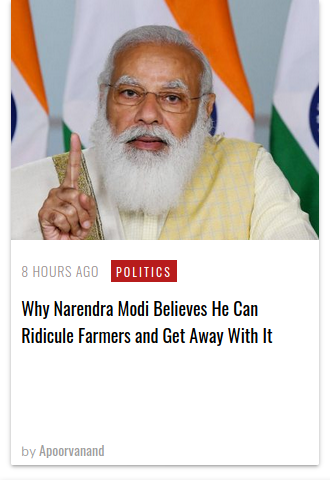 8 HOURS AGO POLITICS
Why Narendra Modi Believes He Can
Ridicule Farmers and Get Away With It
by Apoorvanand